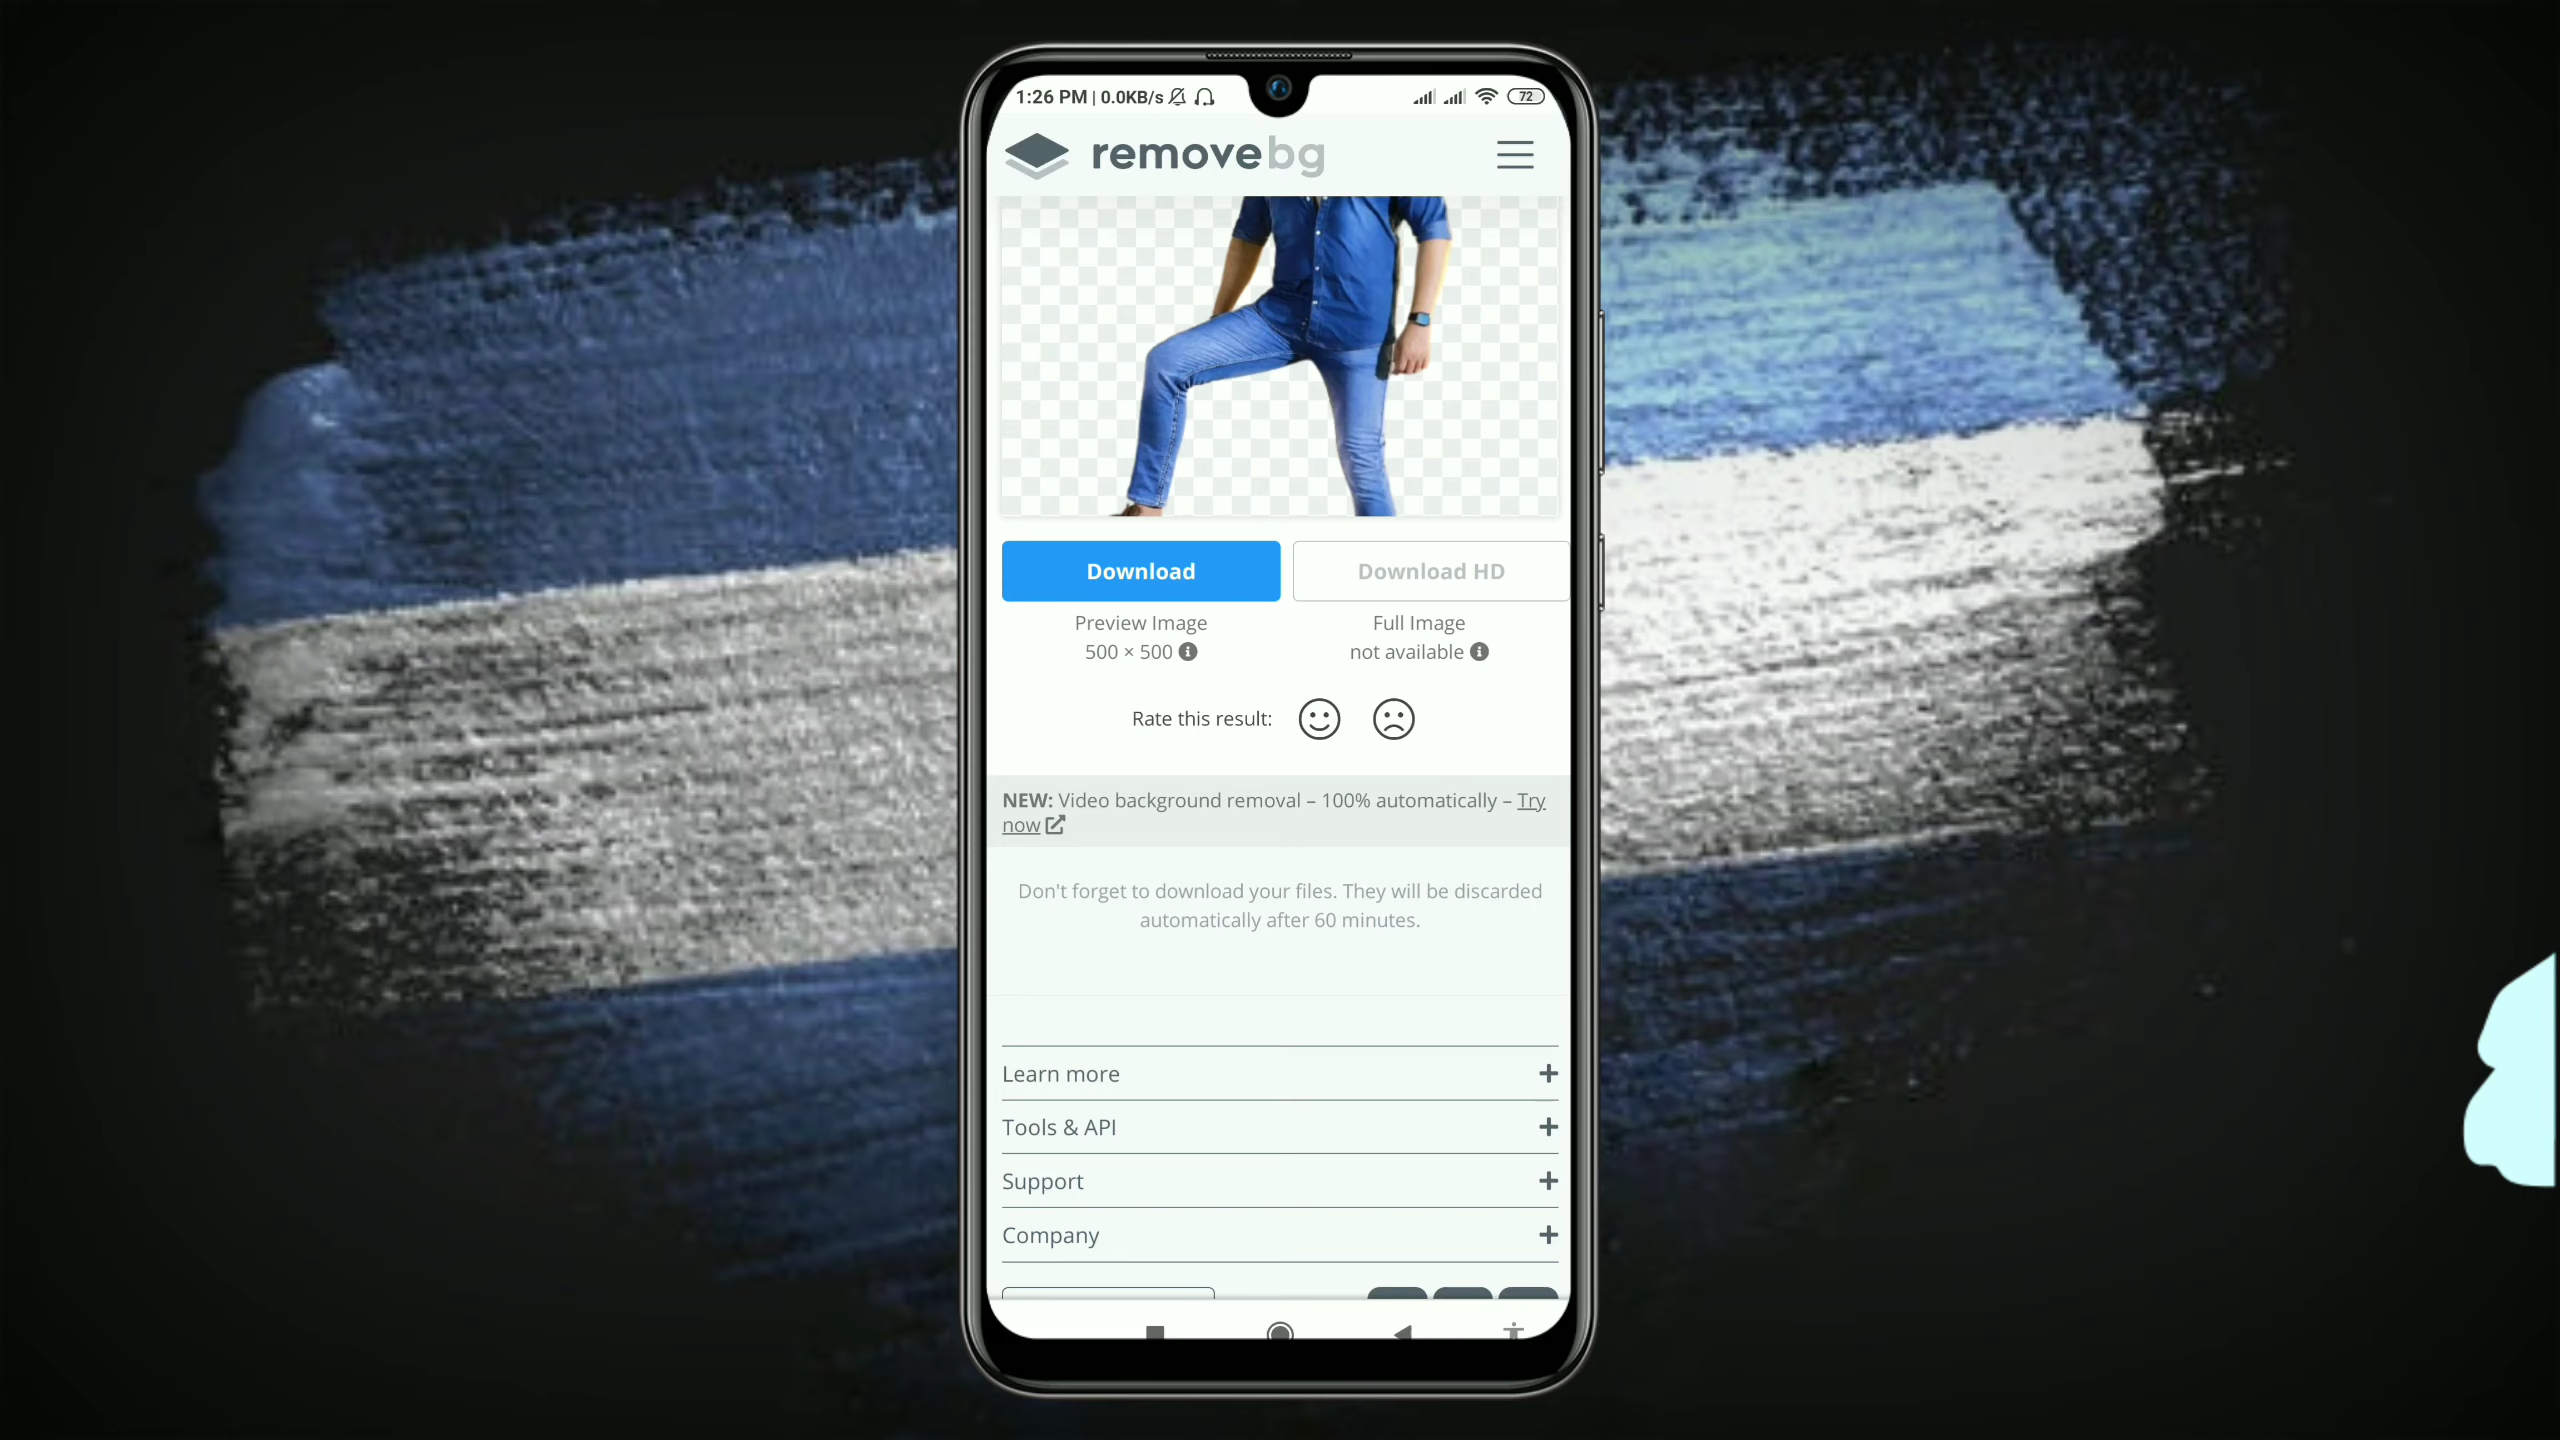 1:26 PM | 0.0KB/s
72
removebg
Download
Download HD
Preview Image
500 × 500
Full Image
not available
Rate this result:
NEW: Video background removal – 100% automatically – Try
now
Don't forget to download your files. They will be discarded
automatically after 60 minutes.
Learn more
Tools & API
Support
Company